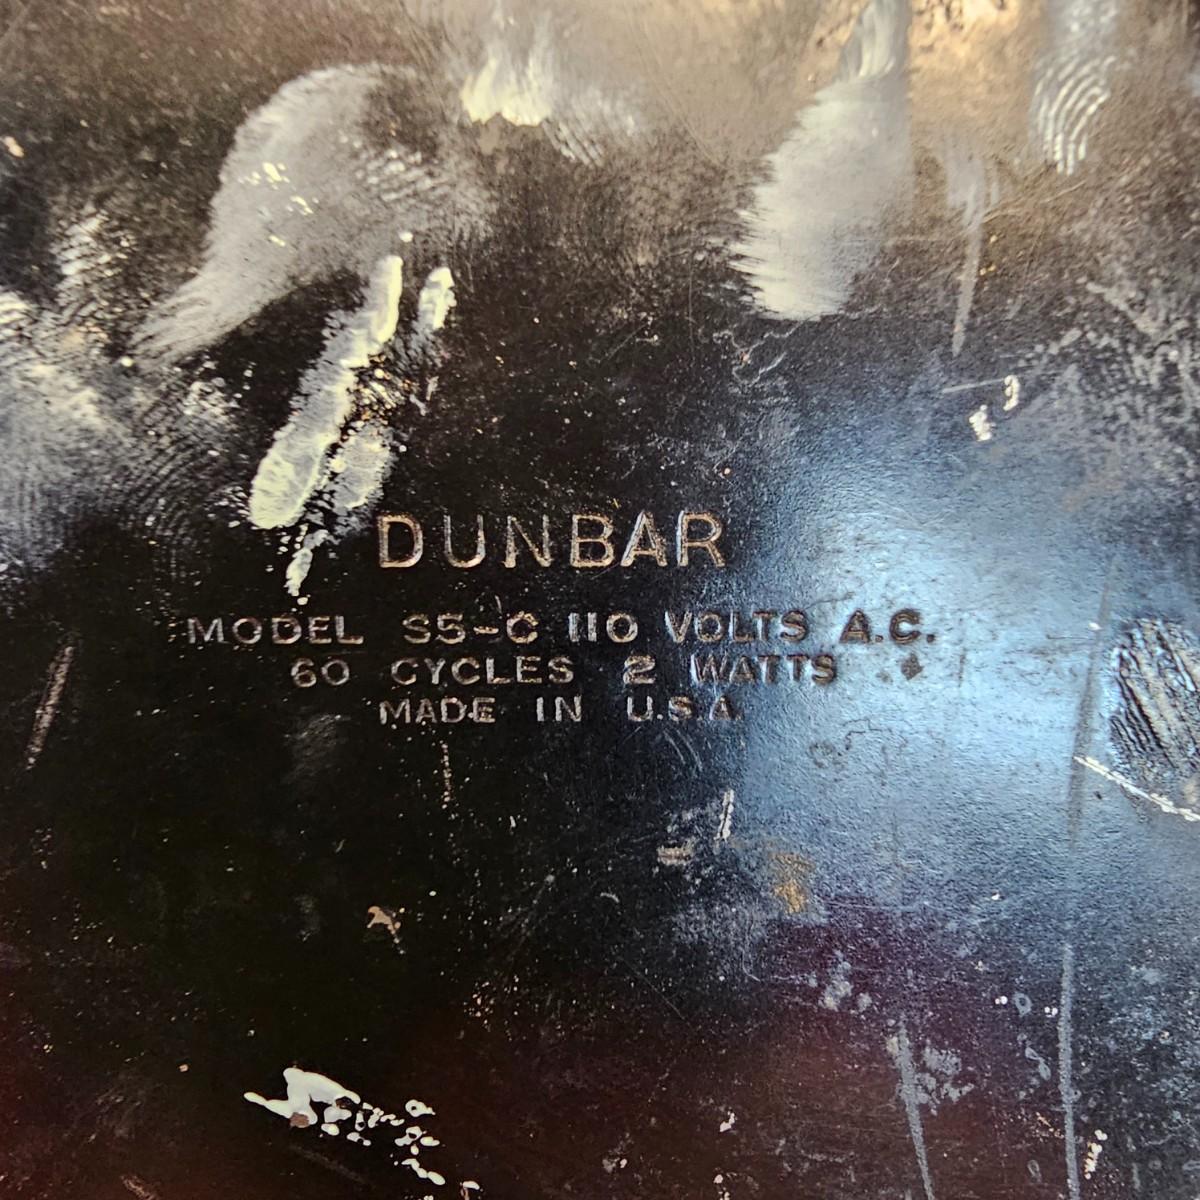 DUNBAR
MODEL S5-C 110 VOLTS A.C.
60 CYCLES 2 WATTS
MADE IN U.S.A.